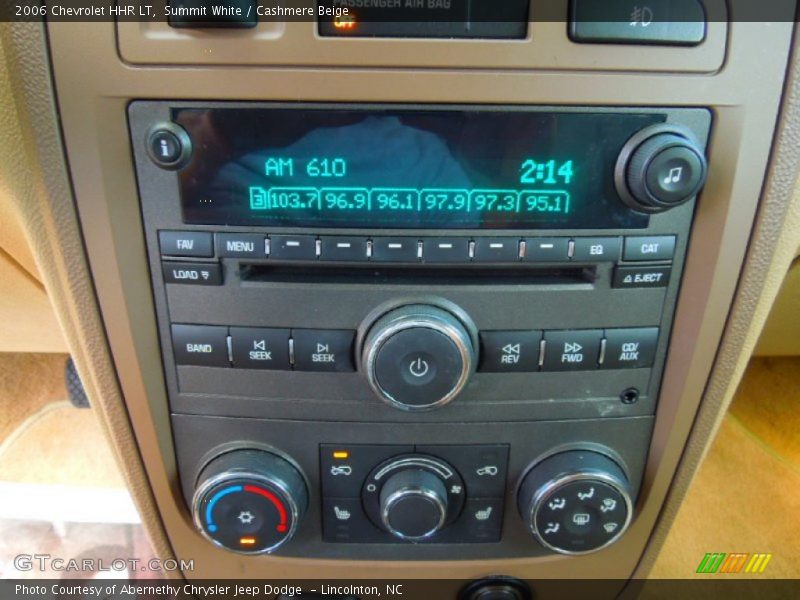 2006 Chevrolet HHR LT, Summit White / Cashmere Beige
PASSENGER AIR BAG
OFF
i
AM 610 2:14
3 103.7 96.9 96.1 97.9 97.3 95.1
FAV MENU EQ CAT
LOAD EJECT
BAND SEEK SEEK REV FWD CD/AUX
GTCarLot.com
Photo Courtesy of Abernethy Chrysler Jeep Dodge - Lincolnton, NC